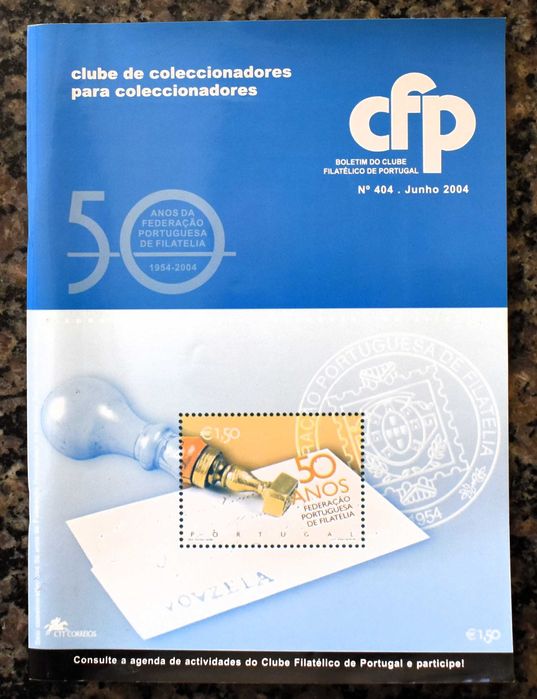 clube de coleccionadores
para coleccionadores
cfp
BOLETIM DO CLUBE
FILATÉLICO DE PORTUGAL
Nº 404 . Junho 2004
50
ANOS DA
FEDERAÇÃO
PORTUGUESA
DE FILATELIA
1954-2004
PORTUGUESA DE FILATELIA
1954
€1,50
50
ANOS
FEDERAÇÃO
PORTUGUESA
DE FILATELIA
PORTUGAL
CTT CORREIOS
€1,50
Consulte a agenda de actividades do Clube Filatélico de Portugal e participe!